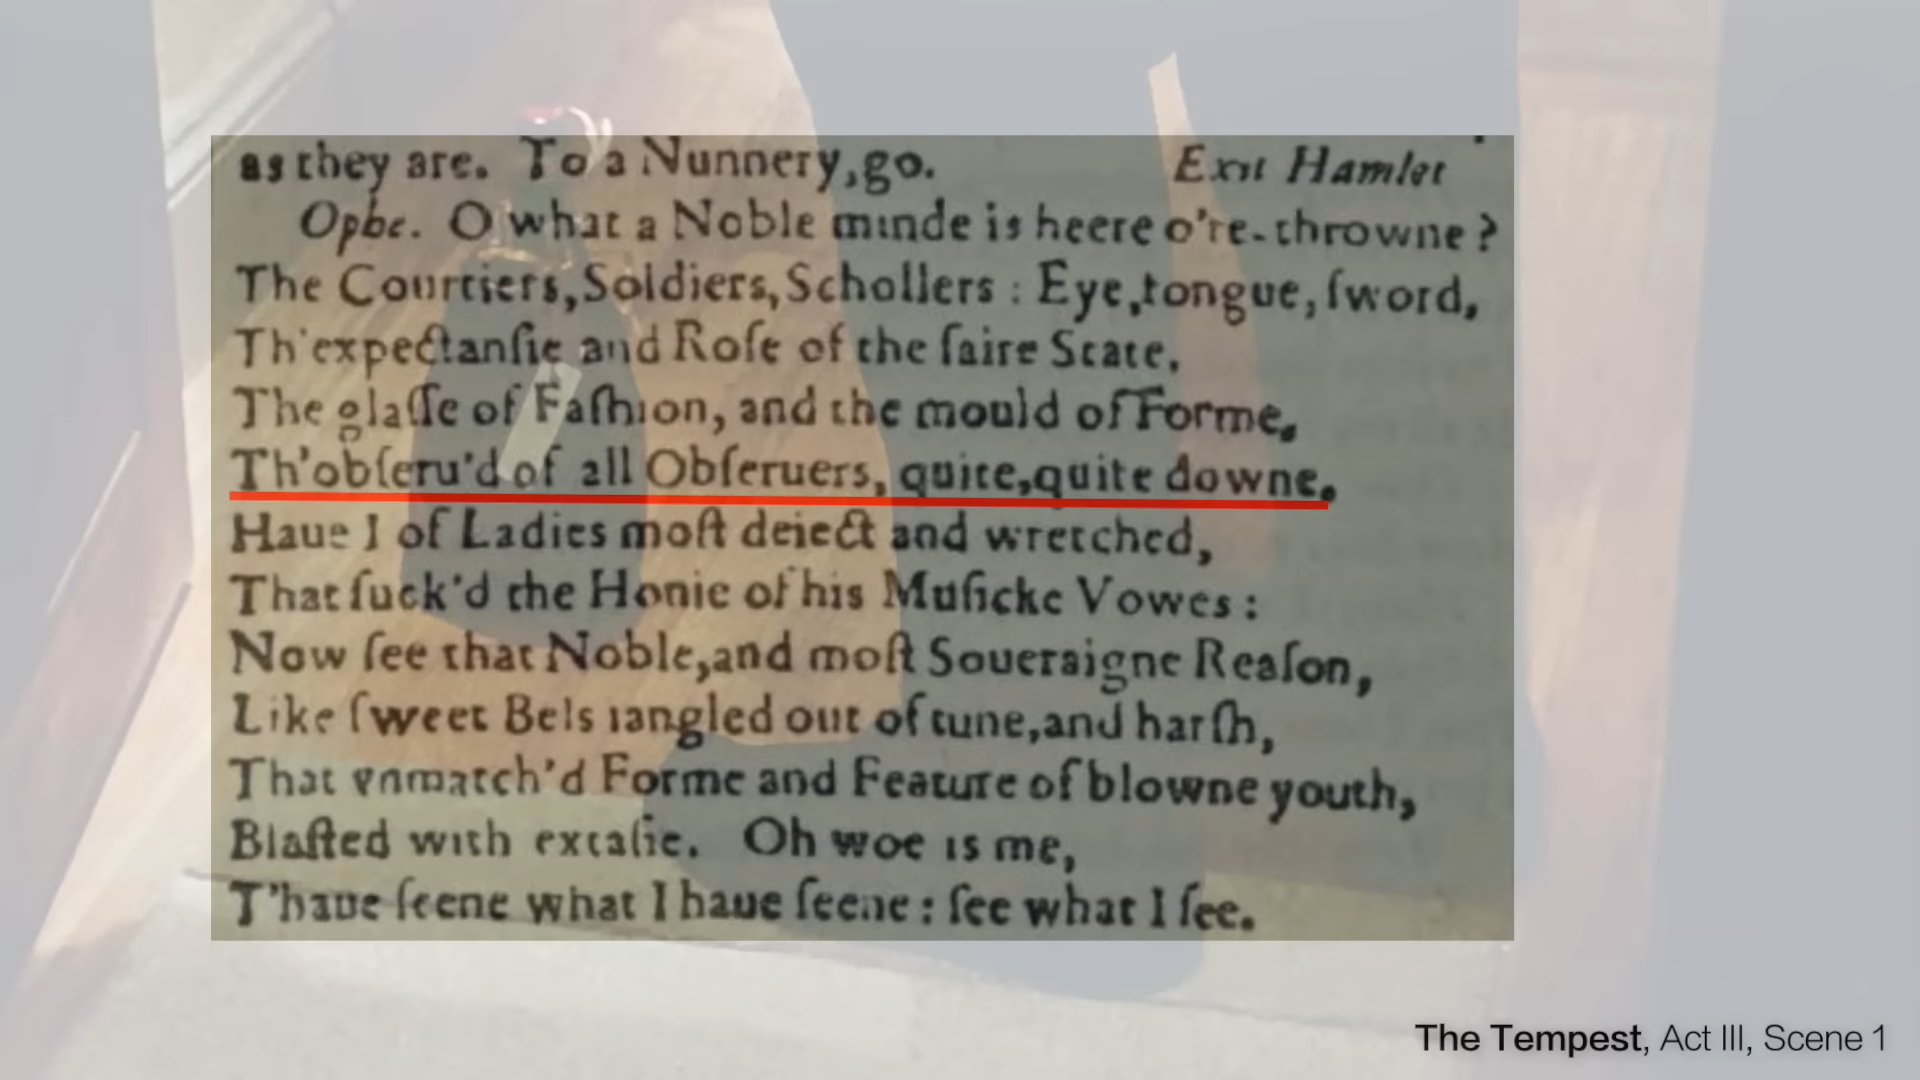 as they are. To a Nunnery, go. Exit Hamlet
Ophe. O what a Noble minde is heere o're-throwne?
The Courtiers, Soldiers, Schollers : Eye, tongue, ſword,
Th'expectanſie and Roſe of the faire State,
The glaſſe of Faſhion, and the mould of Forme,
Th'obſeru'd of all Obſeruers, quite, quite downe.
Haue I of Ladies moſt deiect and wretched,
That ſuck'd the Honie of his Muſicke Vowes :
Now ſee that Noble, and moſt Soueraigne Reaſon,
Like ſweet Bels iangled out of tune, and harſh,
That vnmatch'd Forme and Feature of blowne youth,
Blaſted with extaſie. Oh woe is me,
T'haue ſeene what I haue ſeene : ſee what I ſee.
The Tempest, Act III, Scene 1